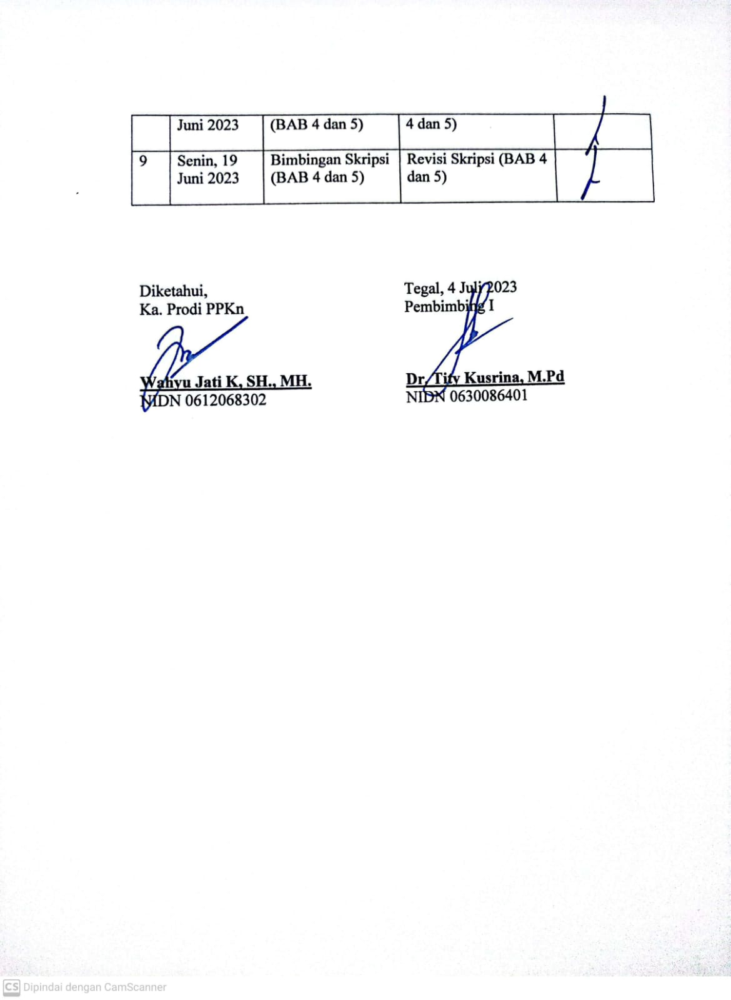 Juni 2023 (BAB 4 dan 5) 4 dan 5)
9 Senin, 19 Bimbingan Skripsi Revisi Skripsi (BAB 4
Juni 2023 (BAB 4 dan 5) dan 5)
Diketahui,
Ka. Prodi PPKn
Wahyu Jati K, SH., MH.
NIDN 0612068302
Tegal, 4 Juli 2023
Pembimbing I
Dr. Tity Kusrina, M.Pd
NIDN 0630086401
CS Dipindai dengan CamScanner